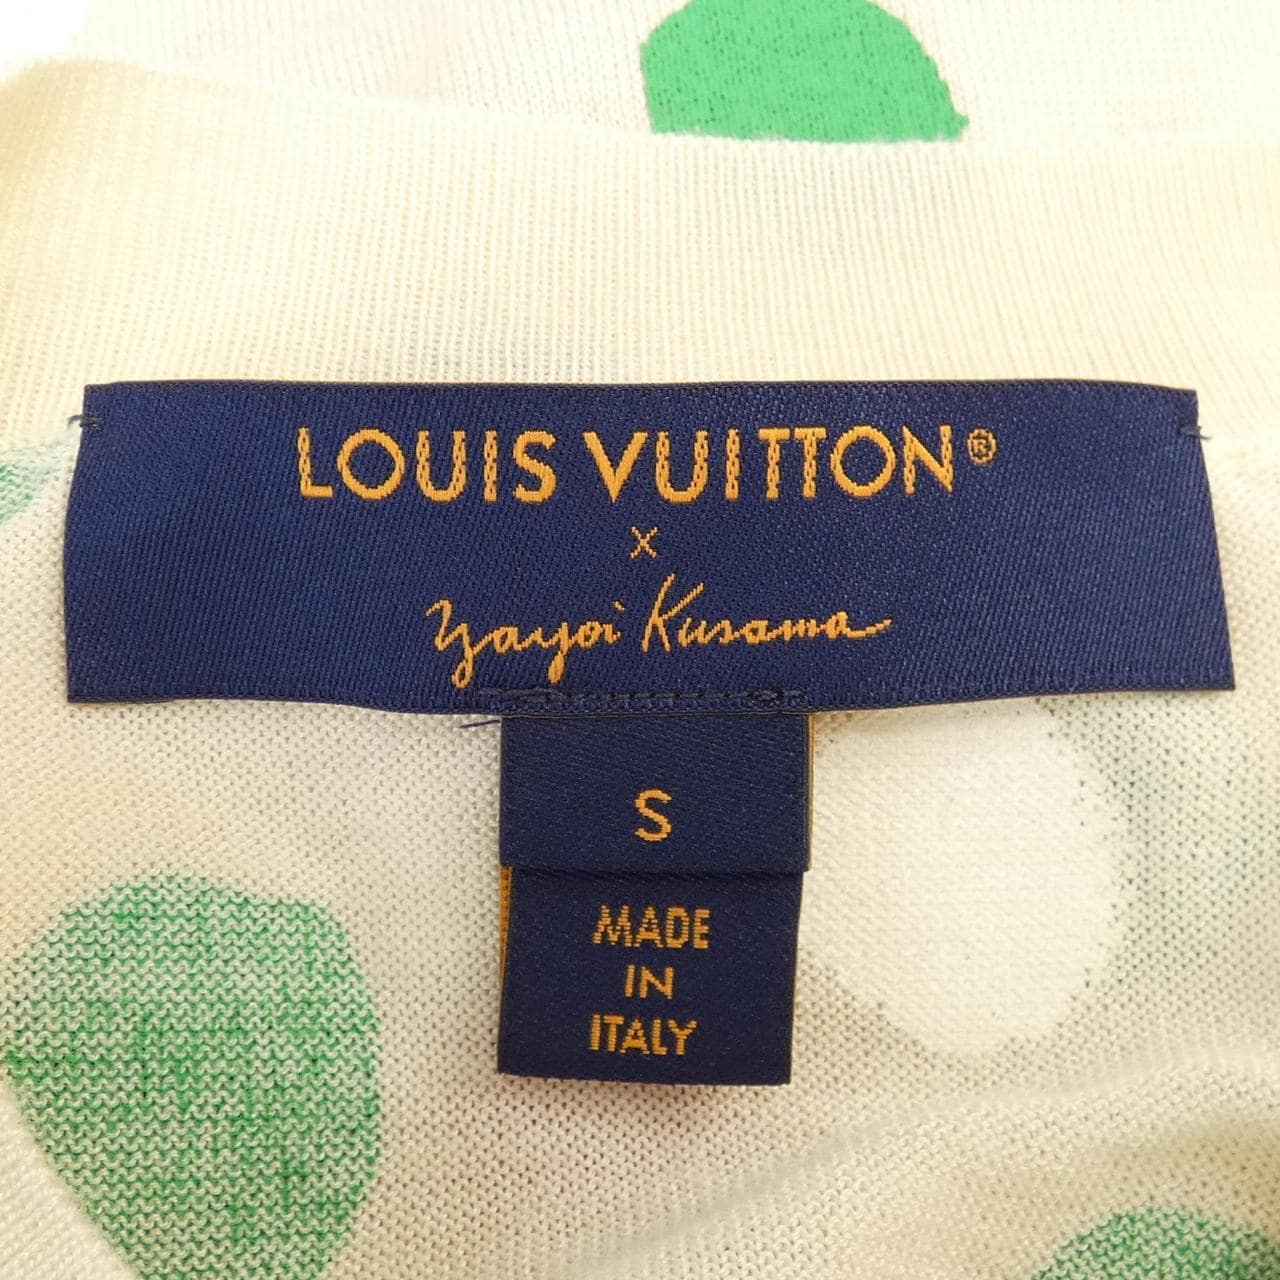 LOUIS VUITTON®
x
Yayoi Kusama
S
MADE
IN
ITALY